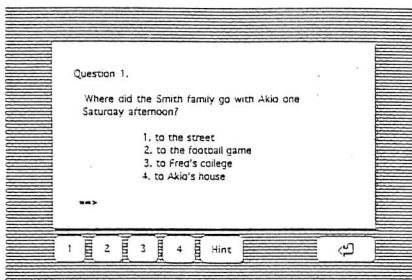 Question 1.
Where did the Smith family go with Akio one
Saturday afternoon?
1. to the street
2. to the football game
3. to Fred's college
4. to Akio's house
==>
1 2 3 4 Hint